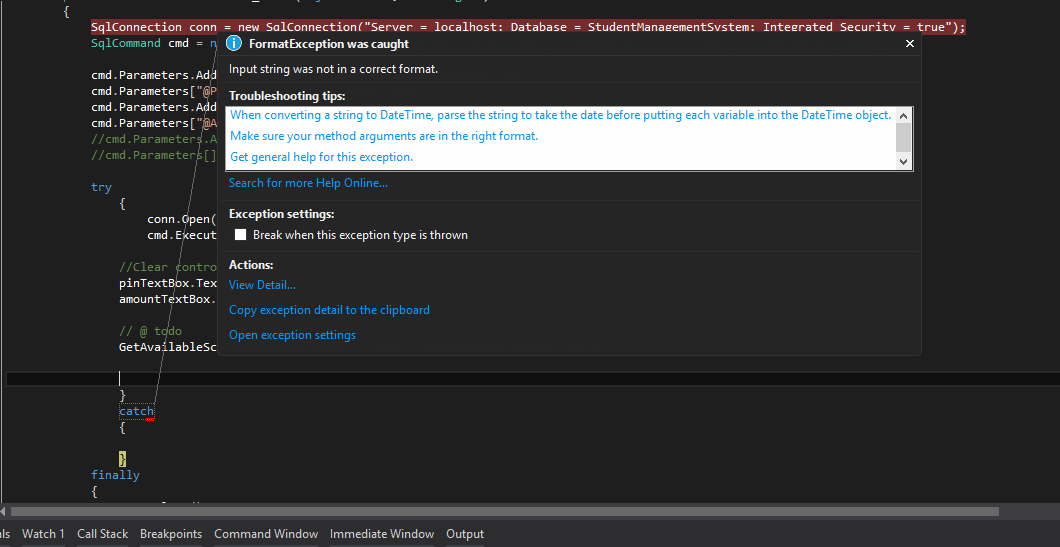 {
SqlConnection conn = new SqlConnection("Server = localhost; Database = StudentManagementSystem; Integrated Security = true");
SqlCommand cmd = n
FormatException was caught
Input string was not in a correct format.
Troubleshooting tips:
When converting a string to DateTime, parse the string to take the date before putting each variable into the DateTime object.
Make sure your method arguments are in the right format.
Get general help for this exception.
Search for more Help Online...
Exception settings:
Break when this exception type is thrown
Actions:
View Detail...
Copy exception detail to the clipboard
Open exception settings
cmd.Parameters.Add
cmd.Parameters["@P
cmd.Parameters.Add
cmd.Parameters["@A
//cmd.Parameters.A
//cmd.Parameters[]
try
{
conn.Open(
cmd.Execut
//Clear contro
pinTextBox.Tex
amountTextBox.
// @ todo
GetAvailableSc
}
catch
{
}
finally
{
ls Watch 1 Call Stack Breakpoints Command Window Immediate Window Output